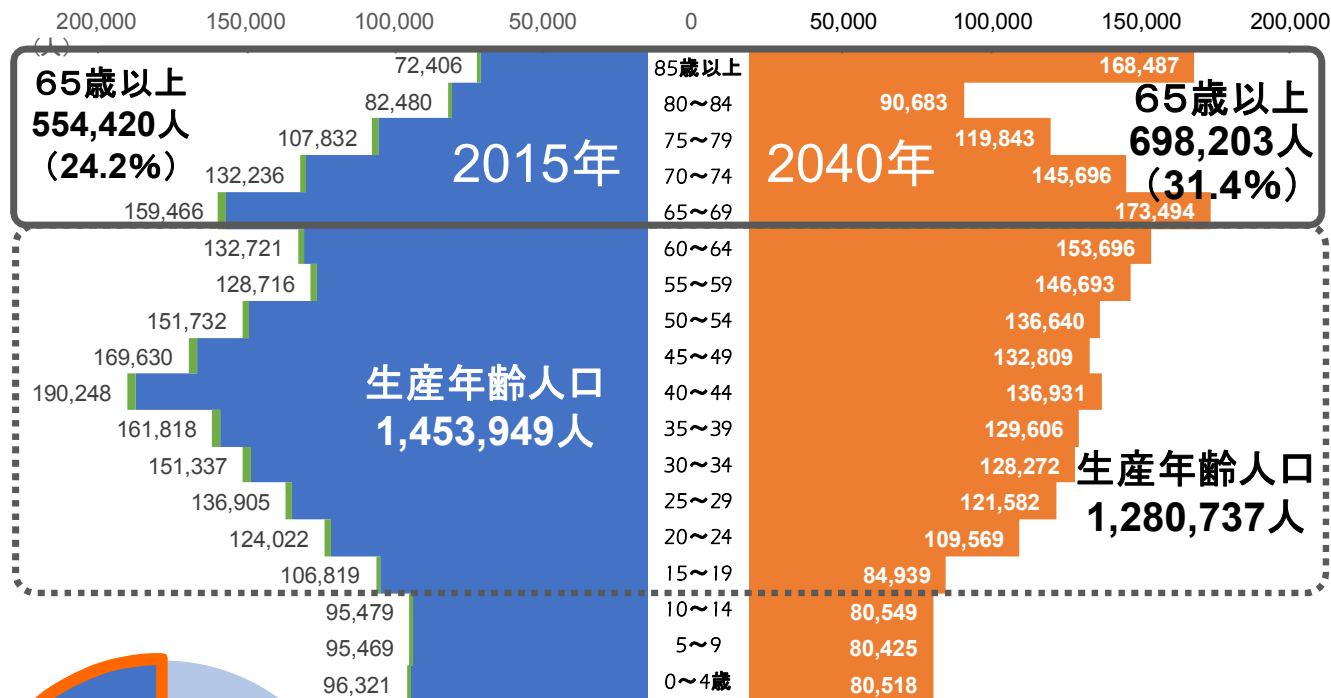 200,000 150,000 100,000 50,000 0 50,000 100,000 150,000 200,000
(人)
65歳以上
554,420人
(24.2%)
2015年
2040年
65歳以上
698,203人
(31.4%)
72,406 85歳以上 168,487
82,480 80～84 90,683
107,832 75～79 119,843
132,236 70～74 145,696
159,466 65～69 173,494
132,721 60～64 153,696
128,716 55～59 146,693
151,732 50～54 136,640
169,630 45～49 132,809
190,248 40～44 136,931
161,818 35～39 129,606
151,337 30～34 128,272
136,905 25～29 121,582
124,022 20～24 109,569
106,819 15～19 84,939
生産年齢人口
1,453,949人
生産年齢人口
1,280,737人
95,479 10～14 80,549
95,469 5～9 80,425
96,321 0～4歳 80,518